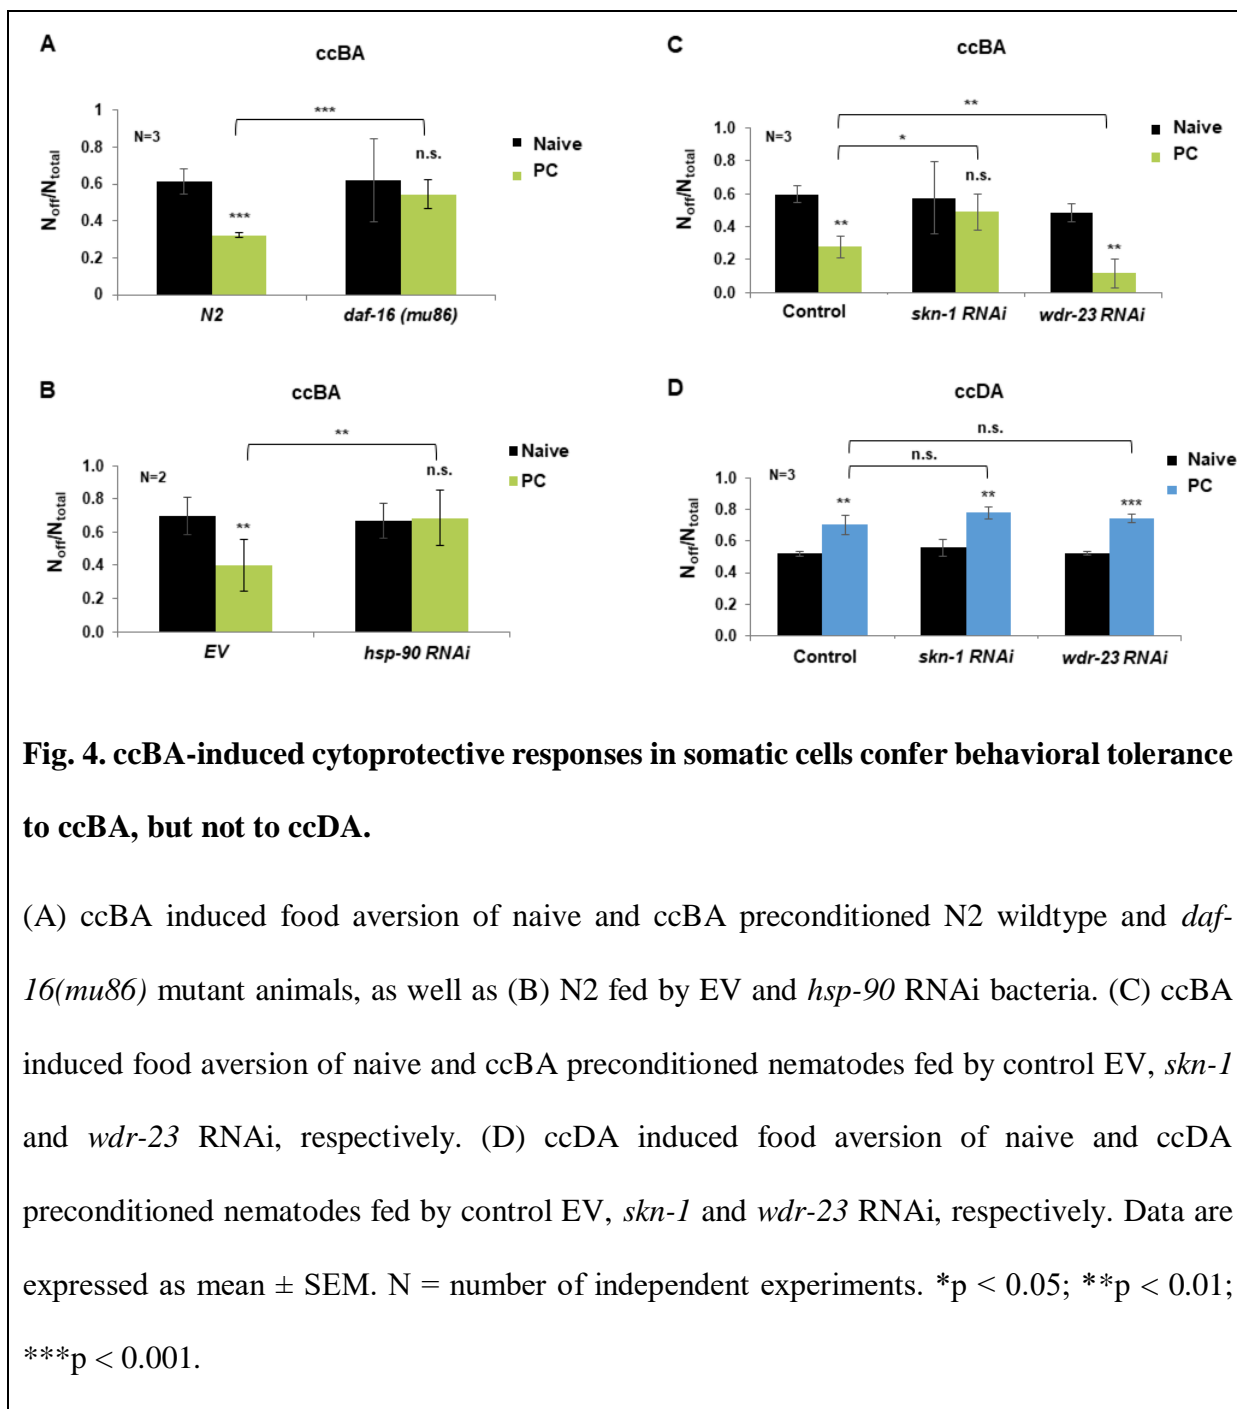 A
ccBA
N=3
***
n.s.
***
Naive
PC
Noff/Ntotal
1
0.8
0.6
0.4
0.2
0
N2
daf-16 (mu86)
C
ccBA
N=3
**
*
n.s.
**
**
Naive
PC
Noff/Ntotal
1.0
0.8
0.6
0.4
0.2
0.0
Control
skn-1 RNAi
wdr-23 RNAi
B
ccBA
N=2
**
n.s.
**
Naive
PC
Noff/Ntotal
1.0
0.8
0.6
0.4
0.2
0.0
EV
hsp-90 RNAi
D
ccDA
N=3
n.s.
n.s.
**
**
***
Naive
PC
Noff/Ntotal
1.0
0.8
0.6
0.4
0.2
0.0
Control
skn-1 RNAi
wdr-23 RNAi
Fig. 4. ccBA-induced cytoprotective responses in somatic cells confer behavioral tolerance
to ccBA, but not to ccDA.
(A) ccBA induced food aversion of naive and ccBA preconditioned N2 wildtype and daf-
16(mu86) mutant animals, as well as (B) N2 fed by EV and hsp-90 RNAi bacteria. (C) ccBA
induced food aversion of naive and ccBA preconditioned nematodes fed by control EV, skn-1
and wdr-23 RNAi, respectively. (D) ccDA induced food aversion of naive and ccDA
preconditioned nematodes fed by control EV, skn-1 and wdr-23 RNAi, respectively. Data are
expressed as mean ± SEM. N = number of independent experiments. *p < 0.05; **p < 0.01;
***p < 0.001.